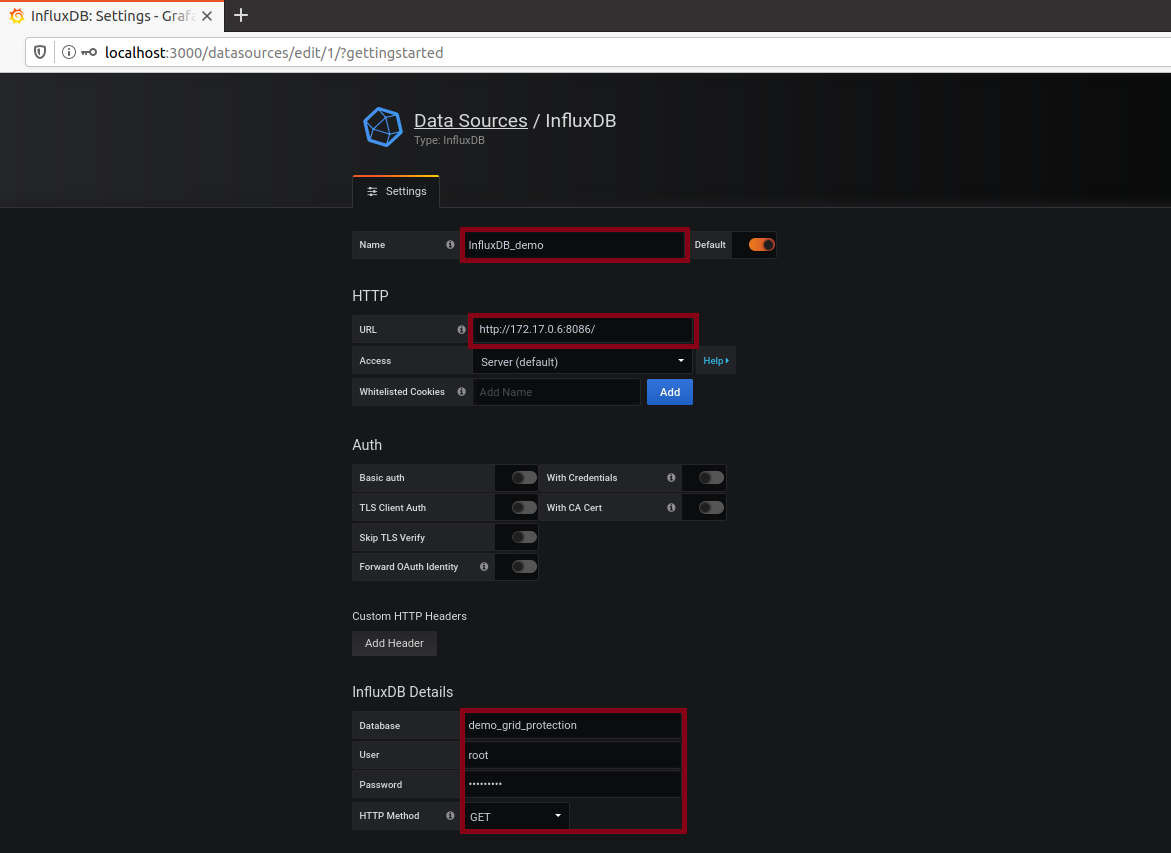 InfluxDB: Settings - Graf
localhost:3000/datasources/edit/1/?gettingstarted
Data Sources / InfluxDB
Type: InfluxDB
Settings
Name InfluxDB_demo Default
HTTP
URL http://172.17.0.6:8086/
Access Server (default) Help
Whitelisted Cookies Add Name Add
Auth
Basic auth With Credentials
TLS Client Auth With CA Cert
Skip TLS Verify
Forward OAuth Identity
Custom HTTP Headers
Add Header
InfluxDB Details
Database demo_grid_protection
User root
Password •••••••••
HTTP Method GET